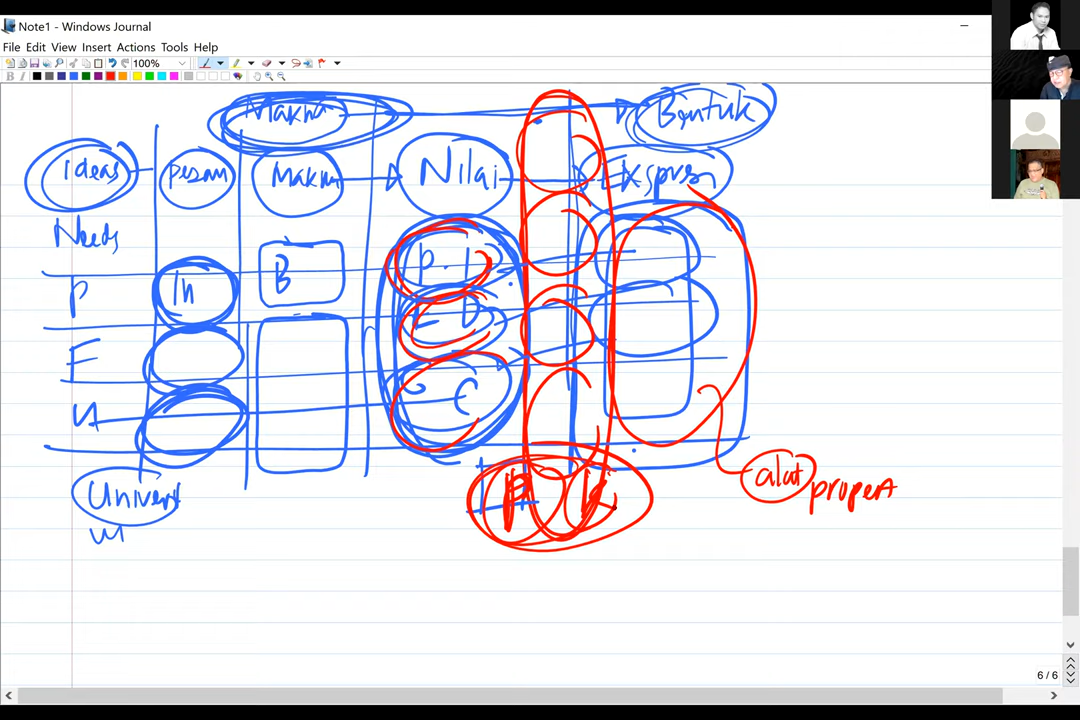 Note1 - Windows Journal
File Edit View Insert Actions Tools Help
100%
B I
Makna Bentuk
Ideas pesan Makna Nilai Exspresi
Needs
P In B P. P
F E D
U C
Univers
P K
alat propert
6 / 6